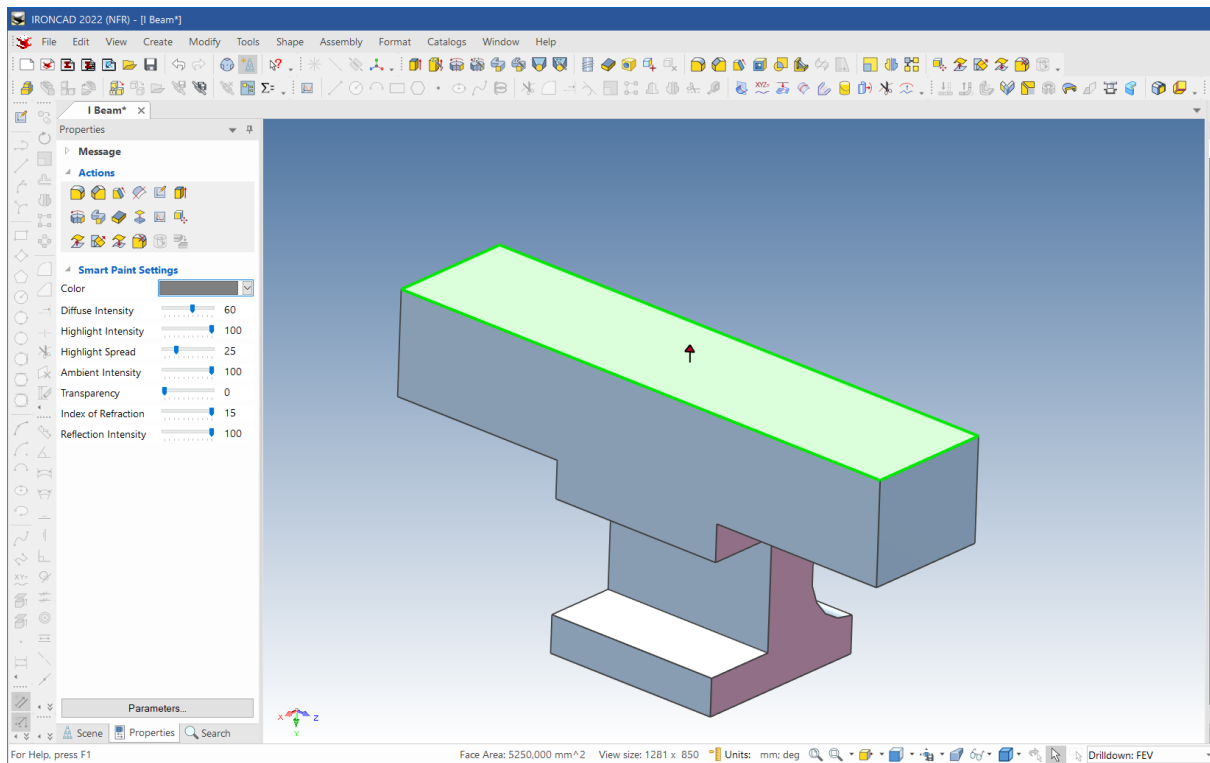 IRONCAD 2022 (NFR) - [I Beam*]
File Edit View Create Modify Tools Shape Assembly Format Catalogs Window Help
I Beam*
Properties
Message
Actions
Smart Paint Settings
Color
Diffuse Intensity 60
Highlight Intensity 100
Highlight Spread 25
Ambient Intensity 100
Transparency 0
Index of Refraction 15
Reflection Intensity 100
Parameters...
Scene Properties Search
X Z
Y
For Help, press F1 Face Area: 5250,000 mm^2 View size: 1281 x 850 Units: mm; deg Drilldown: FEV